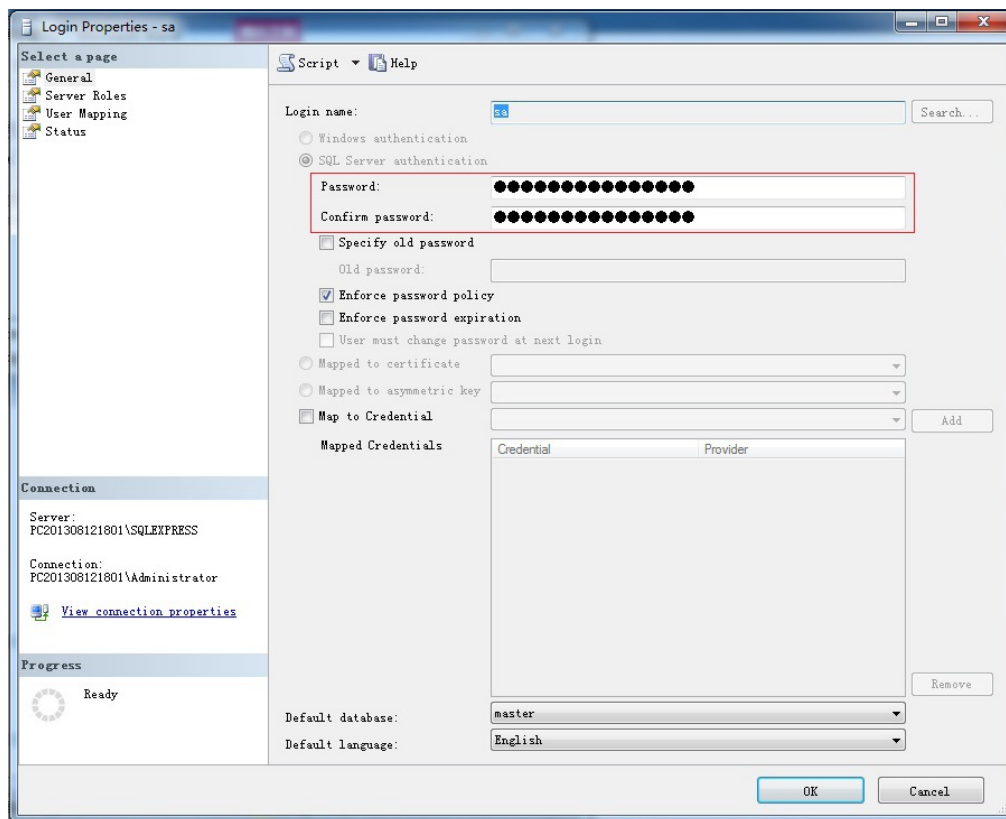 Login Properties - sa
Select a page
General
Server Roles
User Mapping
Status
Script Help
Login name: sa Search...
Windows authentication
SQL Server authentication
Password: ●●●●●●●●●●●●●●●
Confirm password: ●●●●●●●●●●●●●●●
Specify old password
Old password:
Enforce password policy
Enforce password expiration
User must change password at next login
Mapped to certificate
Mapped to asymmetric key
Map to Credential Add
Mapped Credentials Credential Provider
Remove
Default database: master
Default language: English
Connection
Server:
PC201308121801\SQLEXPRESS
Connection:
PC201308121801\Administrator
View connection properties
Progress
Ready
OK Cancel